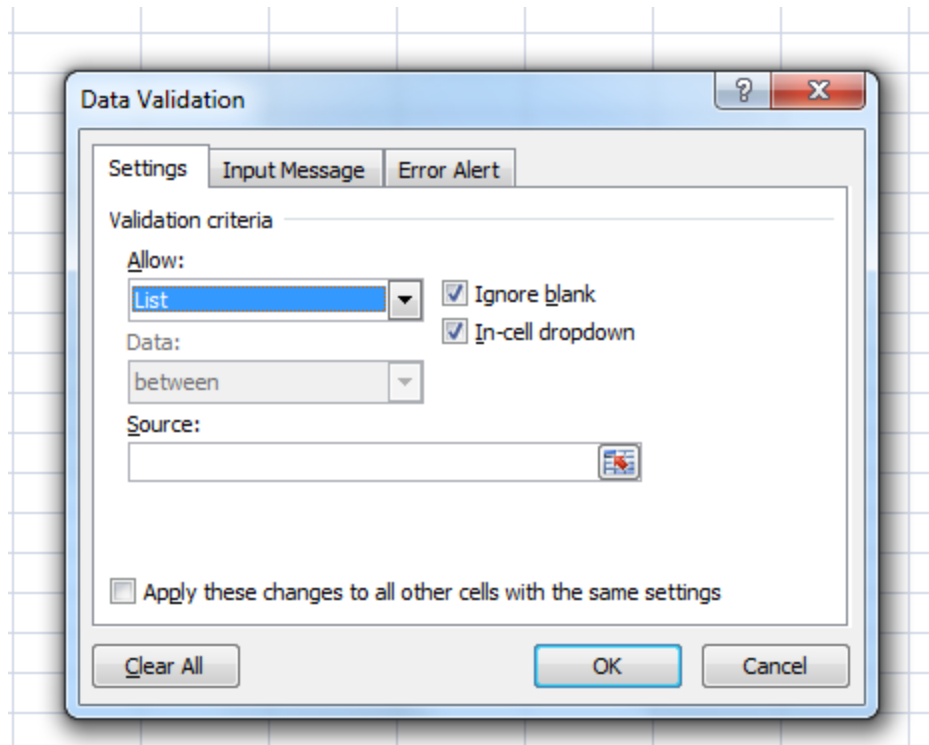 Data Validation
Settings Input Message Error Alert
Validation criteria
Allow:
List
Ignore blank
In-cell dropdown
Data:
between
Source:
Apply these changes to all other cells with the same settings
Clear All OK Cancel